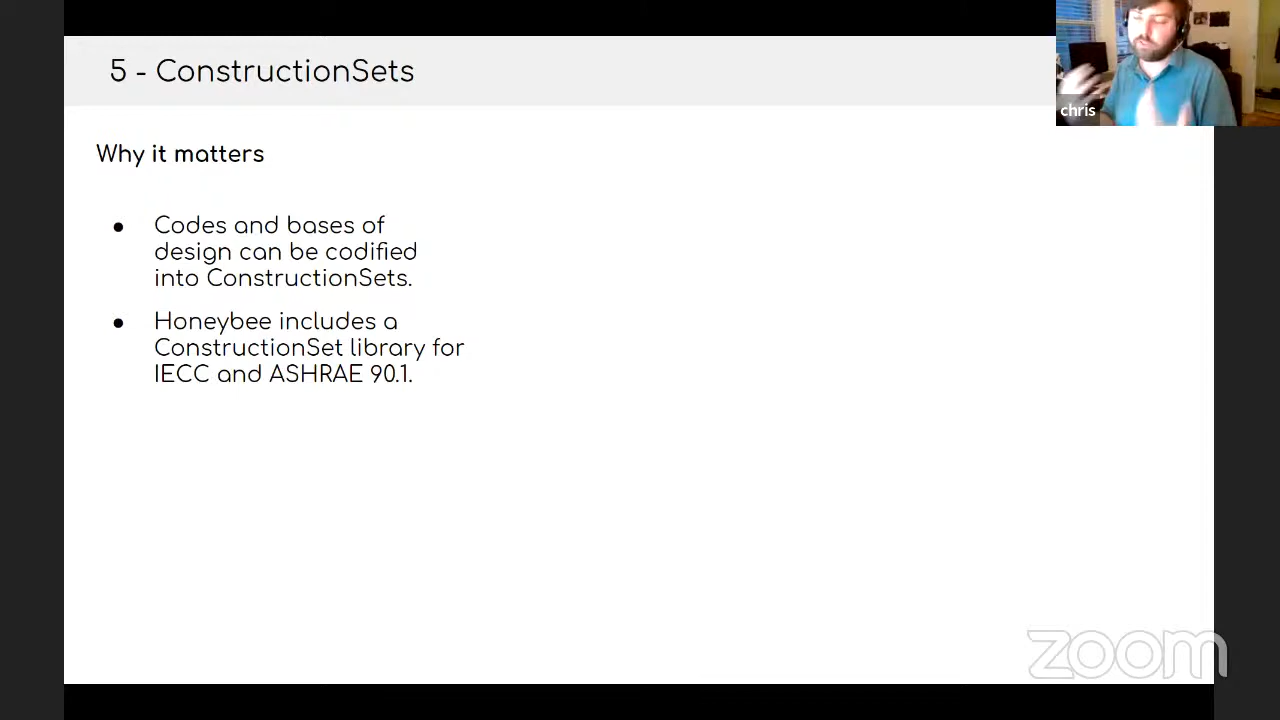 5 - ConstructionSets
chris
Why it matters
● Codes and bases of
design can be codified
into ConstructionSets.
● Honeybee includes a
ConstructionSet library for
IECC and ASHRAE 90.1.
zoom